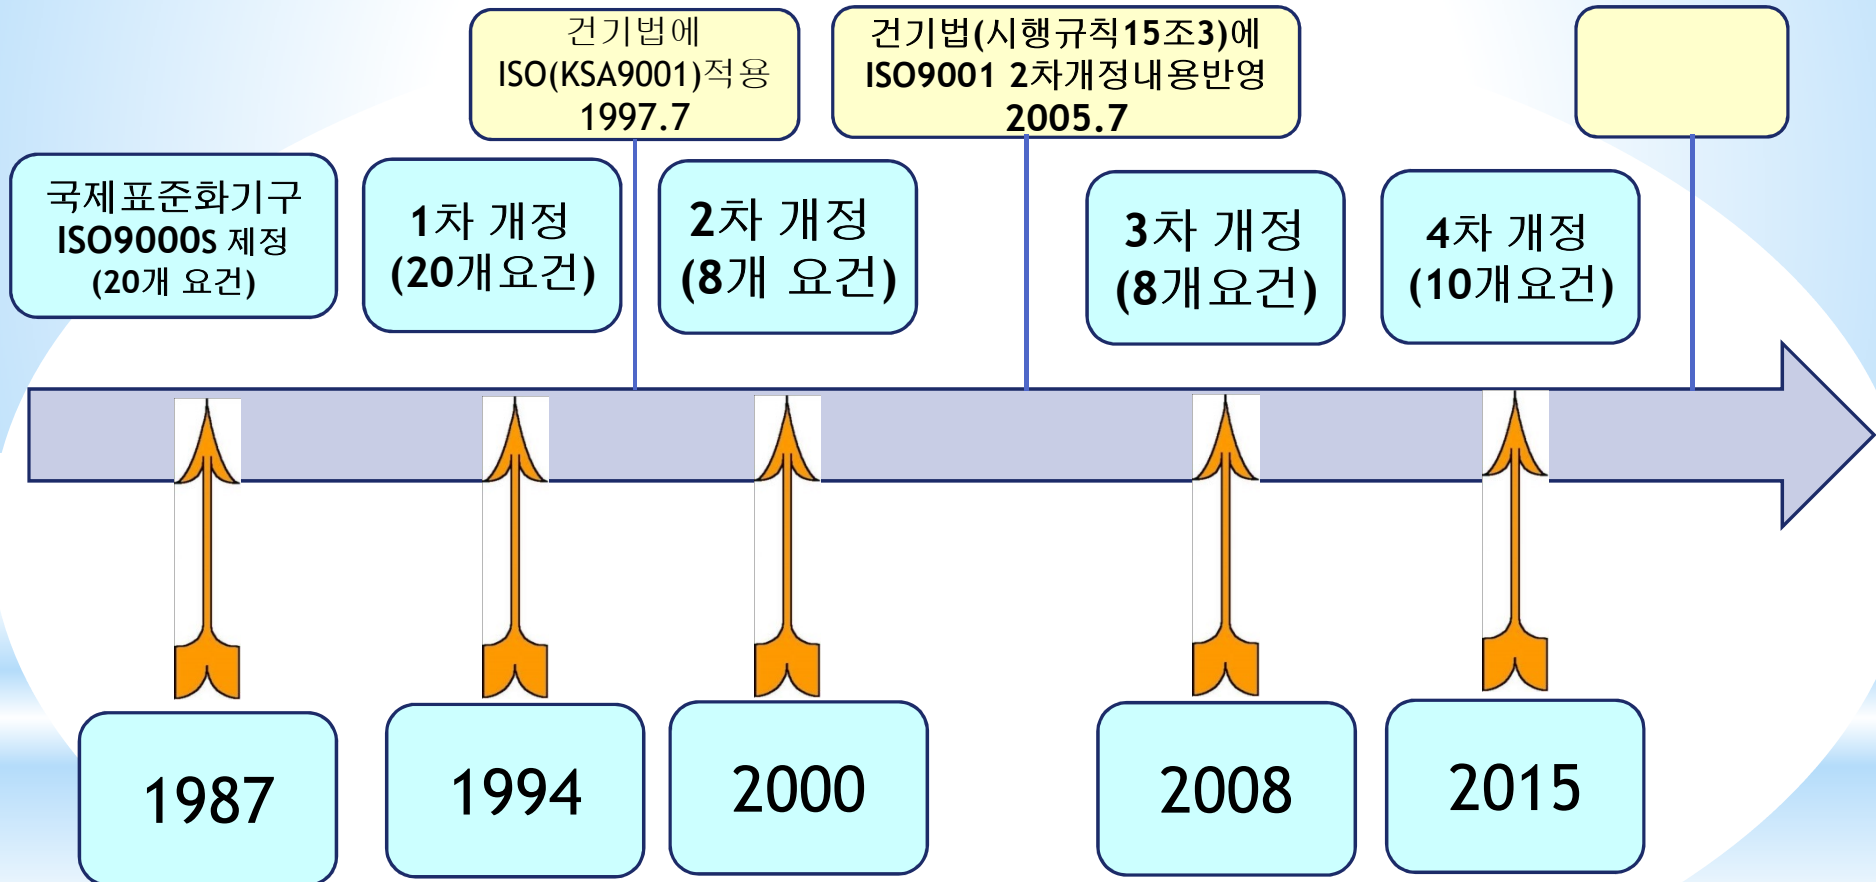 건기법에
ISO(KSA9001)적용
1997.7
건기법(시행규칙15조3)에
ISO9001 2차개정내용반영
2005.7
국제표준화기구
ISO9000s 제정
(20개 요건)
1차 개정
(20개요건)
2차 개정
(8개 요건)
3차 개정
(8개요건)
4차 개정
(10개요건)
1987
1994
2000
2008
2015